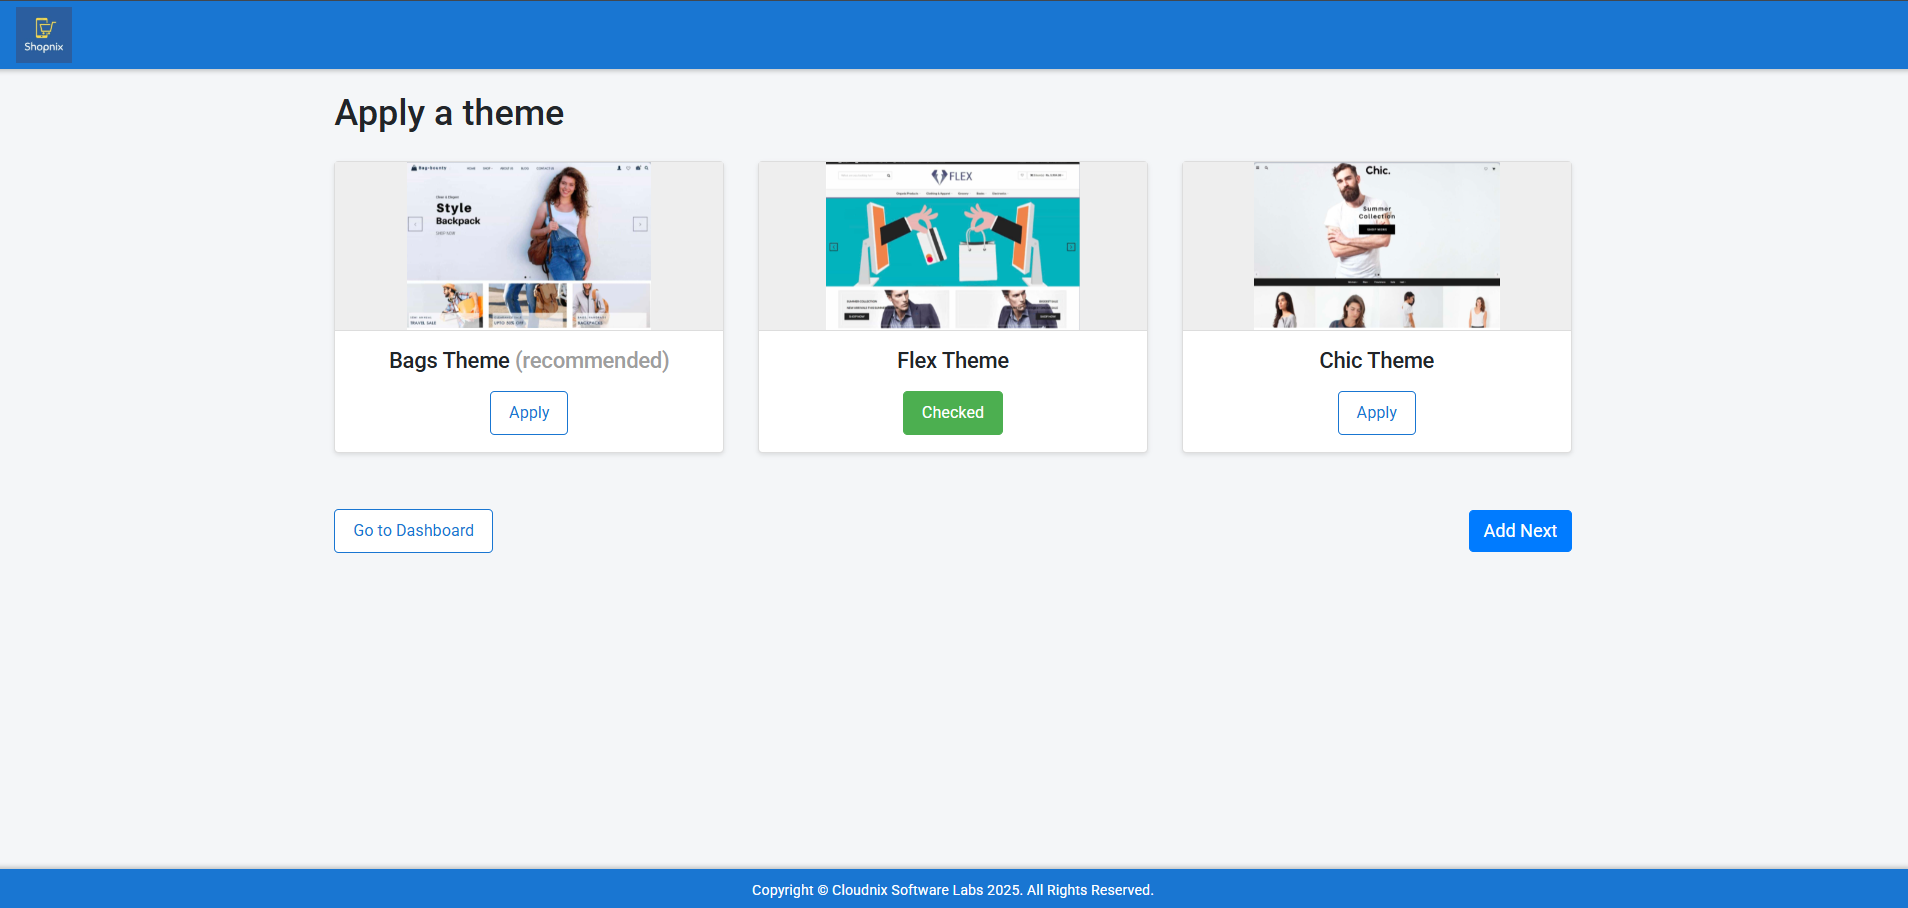 Shopnix
Apply a theme
Style
Backpack
FLEX
Chic.
Summer
Collection
Bags Theme (recommended)
Flex Theme
Chic Theme
Apply
Checked
Apply
Go to Dashboard
Add Next
Copyright © Cloudnix Software Labs 2025. All Rights Reserved.